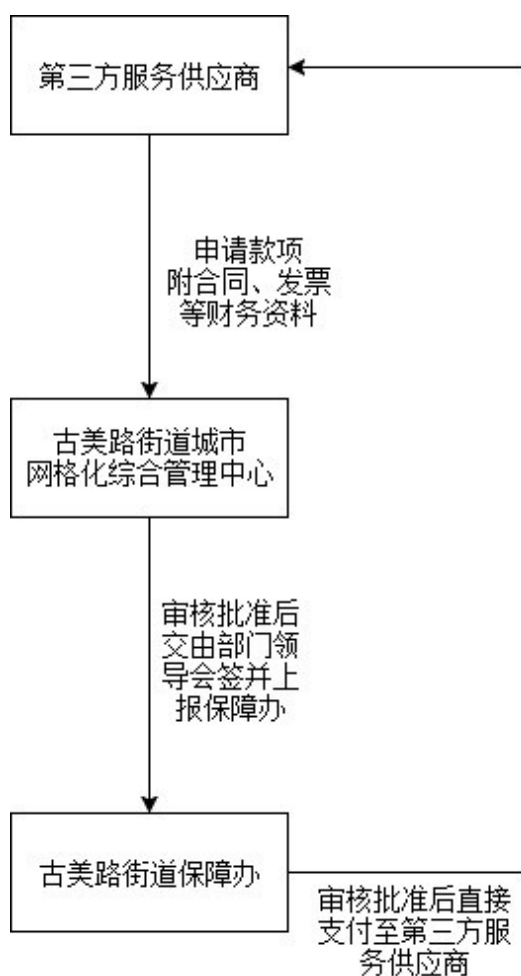 第三方服务供应商
申请款项
附合同、发票
等财务资料
古美路街道城市
网格化综合管理中心
审核批准后
交由部门领
导会签并上
报保障办
古美路街道保障办
审核批准后直接
支付至第三方服
务供应商